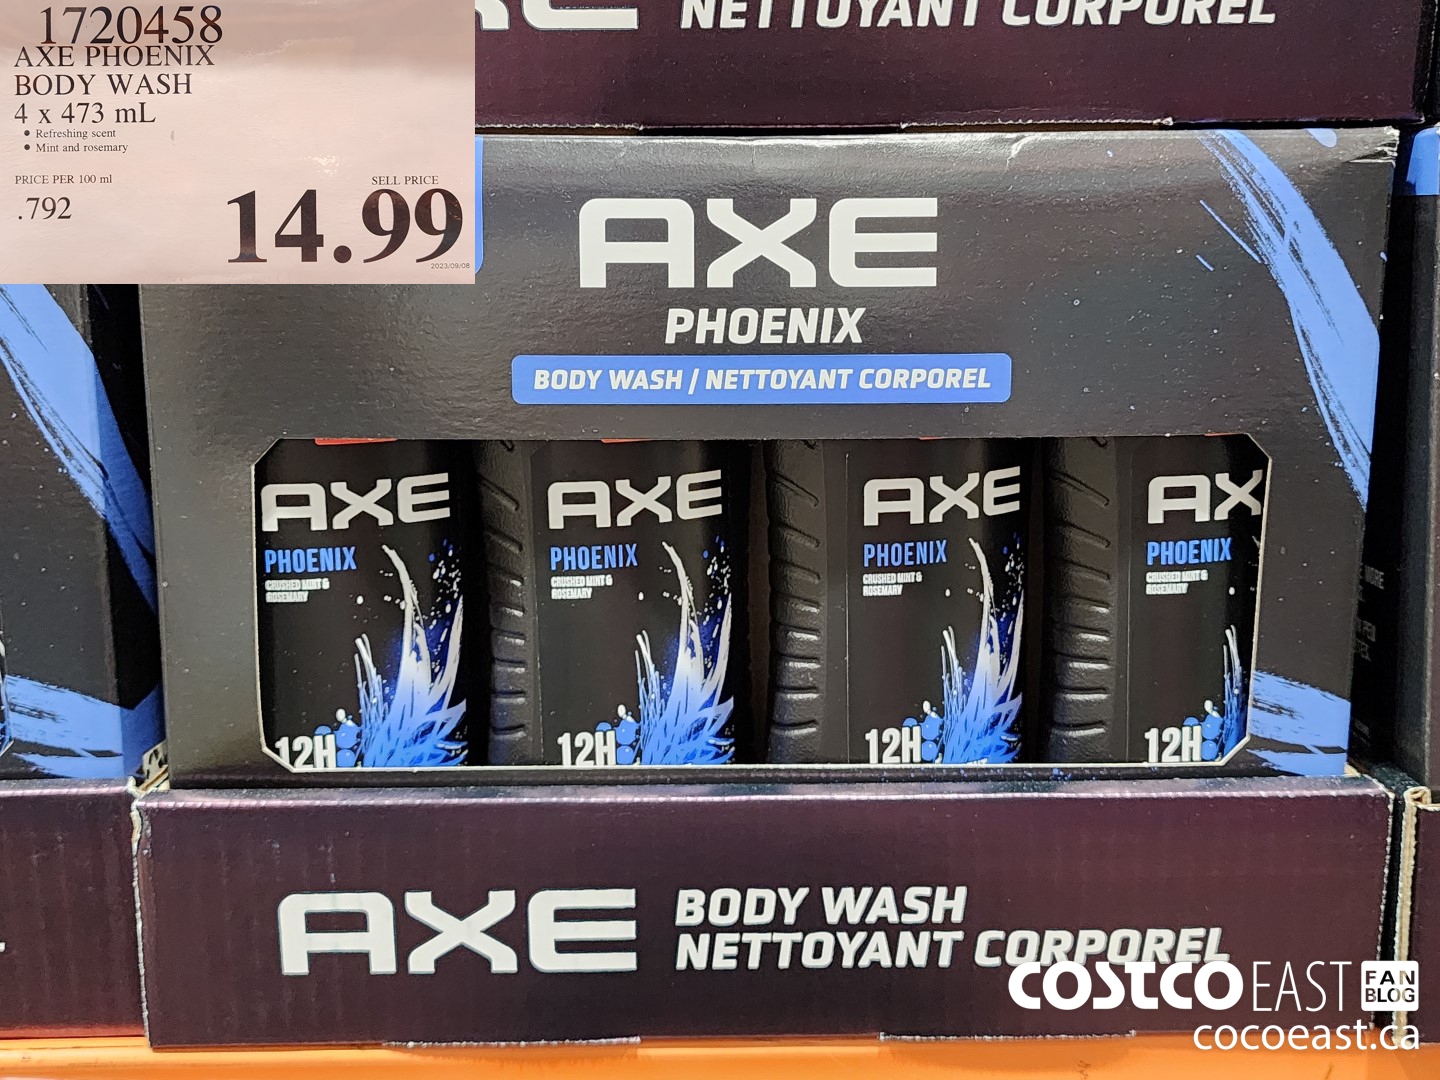 1720458
AXE PHOENIX
BODY WASH
4 x 473 mL
• Refreshing scent
• Mint and rosemary
PRICE PER 100 ml
.792
SELL PRICE
14.99
2023/09/08
NETTOYANT CORPOREL
AXE
PHOENIX
BODY WASH / NETTOYANT CORPOREL
AXE
PHOENIX
CRUSHED MINT &
ROSEMARY
12H
AXE
PHOENIX
CRUSHED MINT &
ROSEMARY
12H
AXE
PHOENIX
CRUSHED MINT &
ROSEMARY
12H
AX
PHOENIX
CRUSHED MINT &
ROSEMARY
12H
AXE
BODY WASH
NETTOYANT CORPOREL
COSTCO EAST FAN BLOG
cocoeast.ca